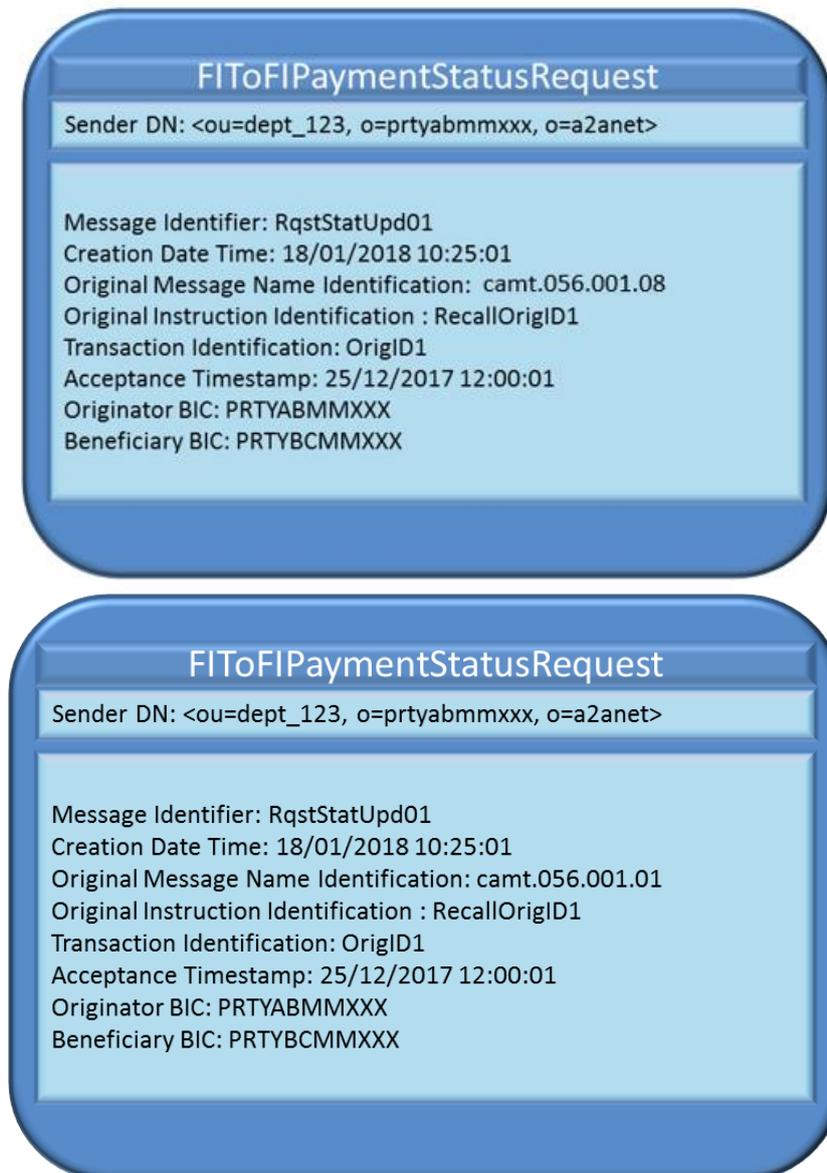 FIToFIPaymentStatusRequest
Sender DN: <ou=dept_123, o=prtyabmmxxx, o=a2anet>
Message Identifier: RqstStatUpd01
Creation Date Time: 18/01/2018 10:25:01
Original Message Name Identification: camt.056.001.08
Original Instruction Identification : RecallOrigID1
Transaction Identification: OrigID1
Acceptance Timestamp: 25/12/2017 12:00:01
Originator BIC: PRTYABMMXXX
Beneficiary BIC: PRTYBCMMXXX
FIToFIPaymentStatusRequest
Sender DN: <ou=dept_123, o=prtyabmmxxx, o=a2anet>
Message Identifier: RqstStatUpd01
Creation Date Time: 18/01/2018 10:25:01
Original Message Name Identification: camt.056.001.01
Original Instruction Identification : RecallOrigID1
Transaction Identification: OrigID1
Acceptance Timestamp: 25/12/2017 12:00:01
Originator BIC: PRTYABMMXXX
Beneficiary BIC: PRTYBCMMXXX